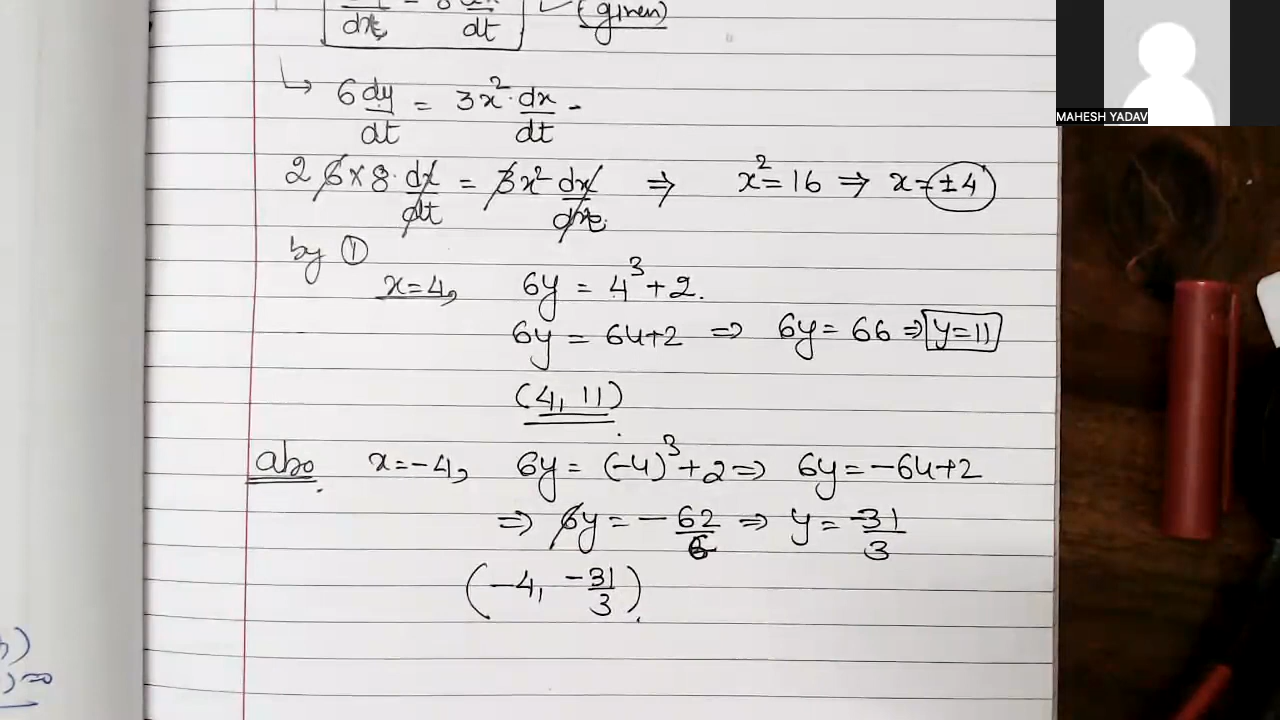 dt (given)
↳ 6 dy/dt = 3x² · dx/dt -
2 6 × 8 · dx/dt = 3x² dx/dt ⇒ x² = 16 ⇒ x = ±4
by ①
x=4, 6y = 4³ + 2.
6y = 64+2 ⇒ 6y = 66 ⇒ y=11
(4, 11)
also x=-4, 6y = (-4)³ + 2 ⇒ 6y = -64+2
⇒ 6y = -62/6 ⇒ y = -31/3
(-4, -31/3).
MAHESH YADAV